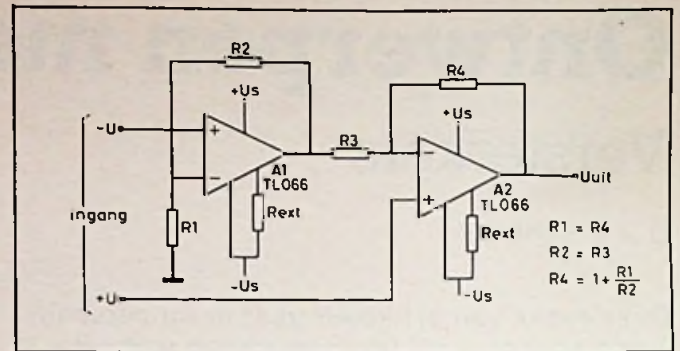 R2
R4
+Us
+Us
-U
+
-
R3
-
+
A1
TL066
A2
TL066
Uuit
ingang
R1
Rext
Rext
R1 = R4
R2 = R3
R4 = 1+ R1
R2
+U
-Us
-Us